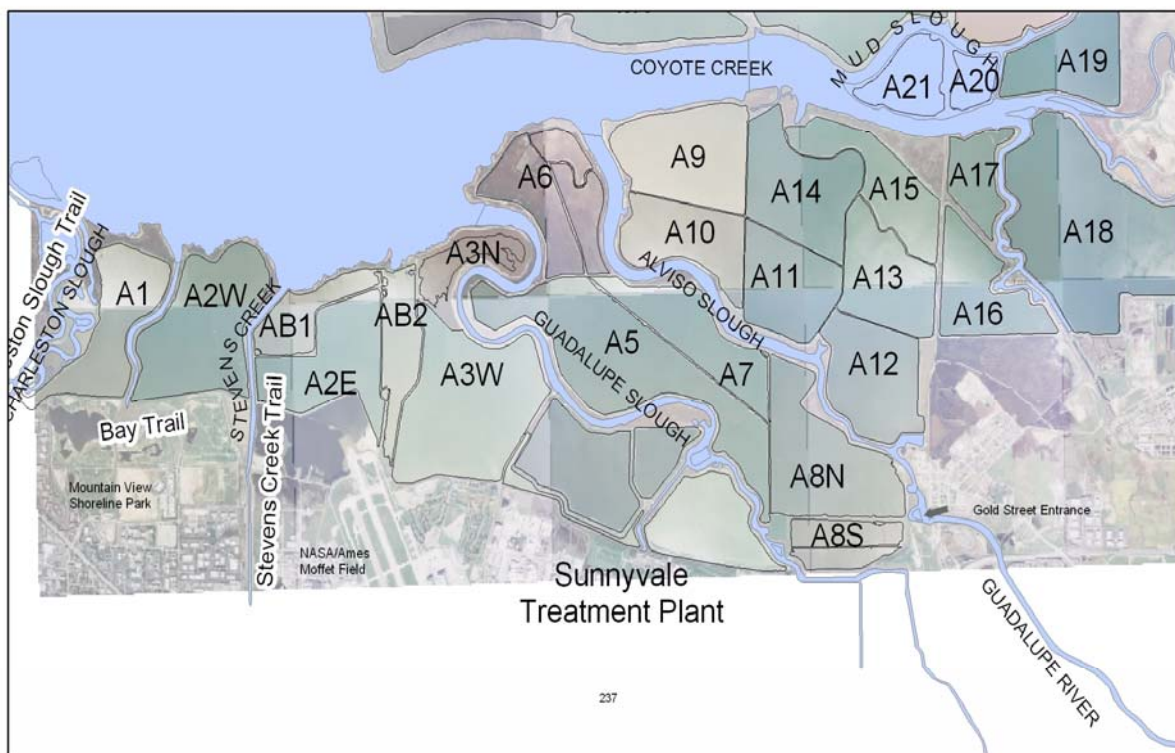 MUD SLOUGH
COYOTE CREEK
A21
A20
A19
A9
A6
A14
A15
A17
A10
A18
A3N
ALVISO SLOUGH
A11
A13
A16
Slough Trail
CHARLESTON SLOUGH
A1
A2W
STEVENS CREEK
AB1
AB2
GUADALUPE SLOUGH
A5
A7
A12
A2E
A3W
Bay Trail
Stevens Creek Trail
Mountain View
Shoreline Park
A8N
Gold Street Entrance
A8S
NASA/Ames
Moffet Field
Sunnyvale
Treatment Plant
GUADALUPE RIVER
237